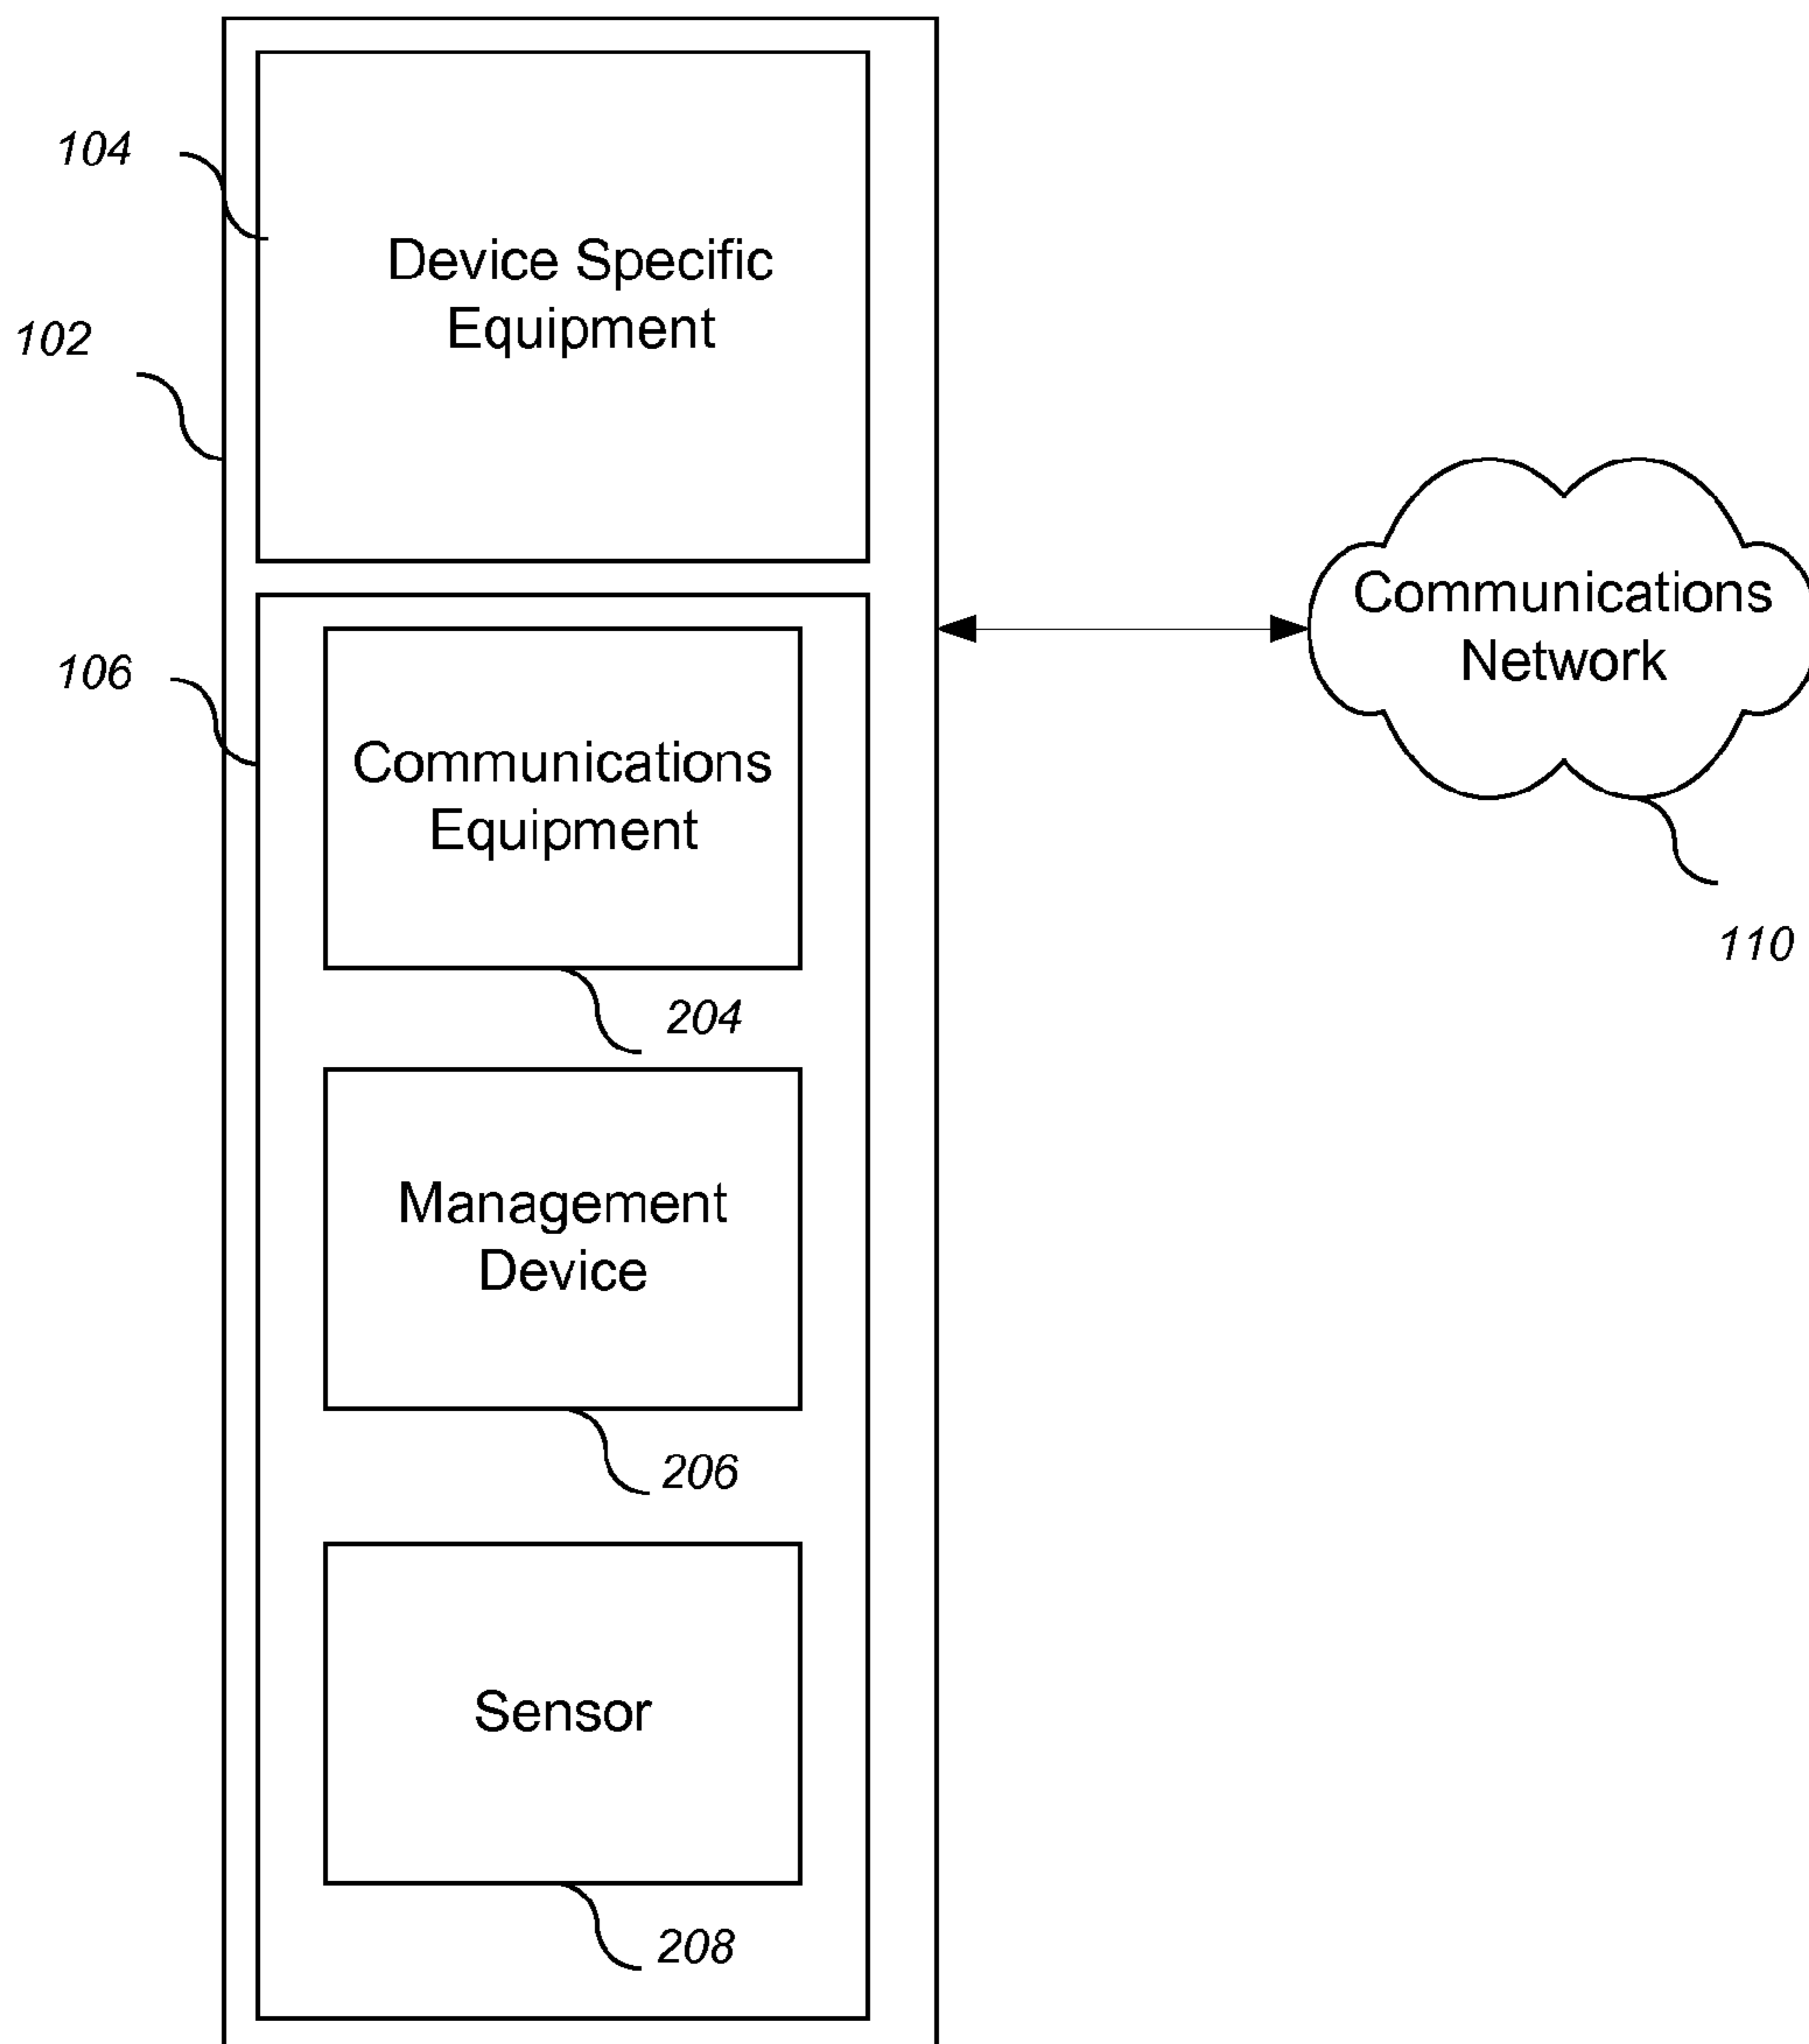 104
Device Specific
Equipment
102
Communications
Network
106
Communications
Equipment
110
204
Management
Device
206
Sensor
208